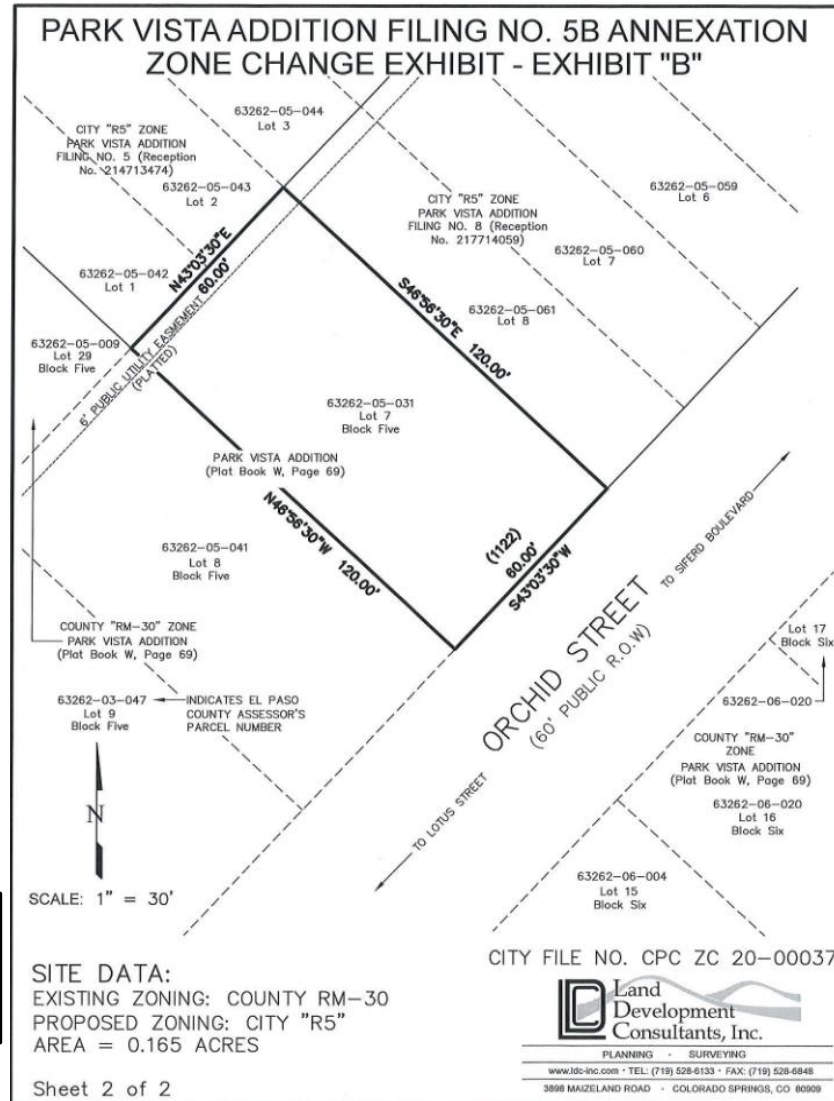 PARK VISTA ADDITION FILING NO. 5B ANNEXATION
ZONE CHANGE EXHIBIT - EXHIBIT "B"
63262-05-044
Lot 3
CITY "R5" ZONE
PARK VISTA ADDITION
FILING NO. 5 (Reception
No. 214713474)
63262-05-043
Lot 2
63262-05-059
Lot 6
CITY "R5" ZONE
PARK VISTA ADDITION
FILING NO. 8 (Reception
No. 217714059)
63262-05-060
Lot 7
N43°03'30"E
60.00'
63262-05-042
Lot 1
S46°56'30"E 120.00'
63262-05-061
Lot 8
63262-05-009
Lot 29
Block Five
6' PUBLIC UTILITY EASMEMENT
(PLATTED)
63262-05-031
Lot 7
Block Five
PARK VISTA ADDITION
(Plat Book W, Page 69)
N46°56'30"W 120.00'
(1122)
60.00'
S43°03'30"W
63262-05-041
Lot 8
Block Five
TO SIFERD BOULEVARD
ORCHID STREET
(60' PUBLIC R.O.W)
TO LOTUS STREET
COUNTY "RM-30" ZONE
PARK VISTA ADDITION
(Plat Book W, Page 69)
Lot 17
Block Six
63262-03-047
Lot 9
Block Five
INDICATES EL PASO
COUNTY ASSESSOR'S
PARCEL NUMBER
63262-06-020
COUNTY "RM-30"
ZONE
PARK VISTA ADDITION
(Plat Book W, Page 69)
63262-06-020
Lot 16
Block Six
N
63262-06-004
Lot 15
Block Six
SCALE: 1" = 30'
CITY FILE NO. CPC ZC 20-00037
SITE DATA:
EXISTING ZONING: COUNTY RM-30
PROPOSED ZONING: CITY "R5"
AREA = 0.165 ACRES
Sheet 2 of 2
LDC
Land
Development
Consultants, Inc.
PLANNING · SURVEYING
www.ldc-inc.com · TEL: (719) 528-6133 · FAX: (719) 528-6848
3898 MAIZELAND ROAD · COLORADO SPRINGS, CO 80909